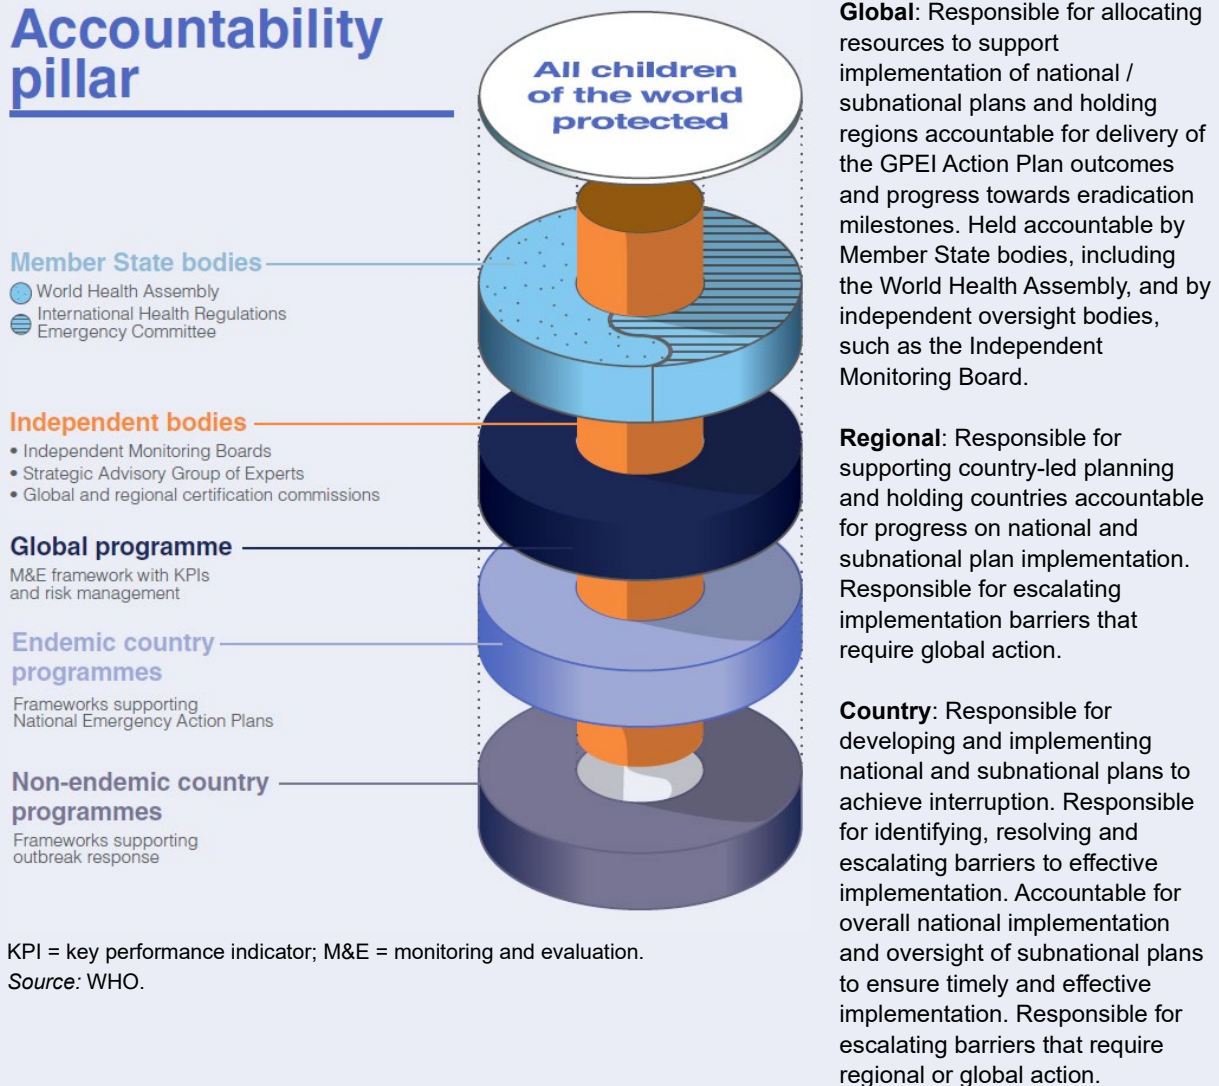 Accountability
pillar
All children
of the world
protected
Member State bodies
World Health Assembly
International Health Regulations
Emergency Committee
Independent bodies
• Independent Monitoring Boards
• Strategic Advisory Group of Experts
• Global and regional certification commissions
Global programme
M&E framework with KPIs
and risk management
Endemic country
programmes
Frameworks supporting
National Emergency Action Plans
Non-endemic country
programmes
Frameworks supporting
outbreak response
KPI = key performance indicator; M&E = monitoring and evaluation.
Source: WHO.
Global: Responsible for allocating
resources to support
implementation of national /
subnational plans and holding
regions accountable for delivery of
the GPEI Action Plan outcomes
and progress towards eradication
milestones. Held accountable by
Member State bodies, including
the World Health Assembly, and by
independent oversight bodies,
such as the Independent
Monitoring Board.
Regional: Responsible for
supporting country-led planning
and holding countries accountable
for progress on national and
subnational plan implementation.
Responsible for escalating
implementation barriers that
require global action.
Country: Responsible for
developing and implementing
national and subnational plans to
achieve interruption. Responsible
for identifying, resolving and
escalating barriers to effective
implementation. Accountable for
overall national implementation
and oversight of subnational plans
to ensure timely and effective
implementation. Responsible for
escalating barriers that require
regional or global action.